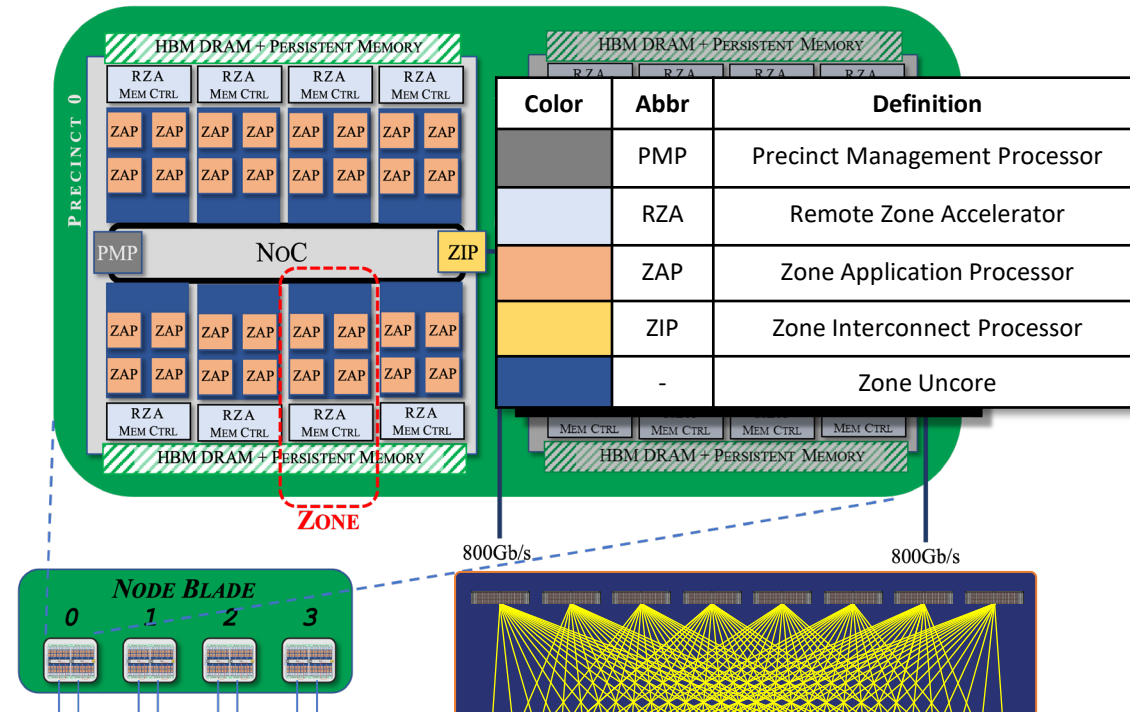 HBM DRAM + PERSISTENT MEMORY
HBM DRAM + PERSISTENT MEMORY
RZA RZA RZA RZA
MEM CTRL MEM CTRL MEM CTRL MEM CTRL
RZA RZA RZA RZA
PRECINCT 0
ZAP ZAP ZAP ZAP ZAP ZAP ZAP ZAP
ZAP ZAP ZAP ZAP ZAP ZAP ZAP ZAP
PMP NOC ZIP
ZAP ZAP ZAP ZAP ZAP ZAP ZAP ZAP
ZAP ZAP ZAP ZAP ZAP ZAP ZAP ZAP
RZA RZA RZA RZA
MEM CTRL MEM CTRL MEM CTRL MEM CTRL
HBM DRAM + PERSISTENT MEMORY
ZONE
Color Abbr Definition
PMP Precinct Management Processor
RZA Remote Zone Accelerator
ZAP Zone Application Processor
ZIP Zone Interconnect Processor
- Zone Uncore
MEM CTRL MEM CTRL MEM CTRL MEM CTRL
HBM DRAM + PERSISTENT MEMORY
800Gb/s 800Gb/s
NODE BLADE
0 1 2 3